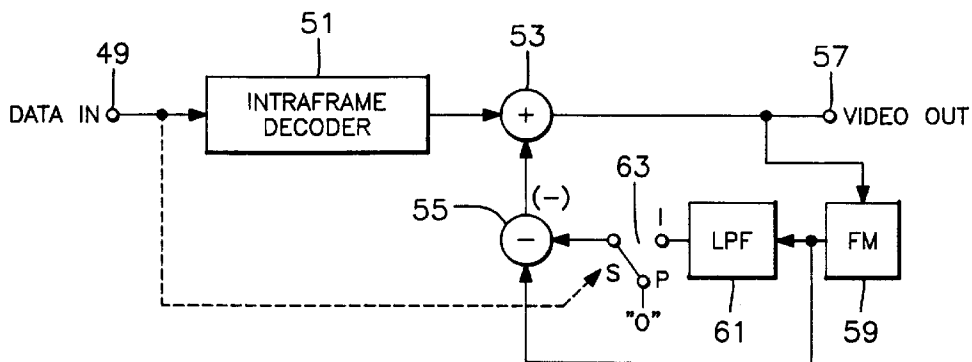 51
49
53
57
DATA IN
INTRAFRAME
DECODER
+
VIDEO OUT
(-)
63
55
-
I
LPF
FM
S
P
"0"
61
59